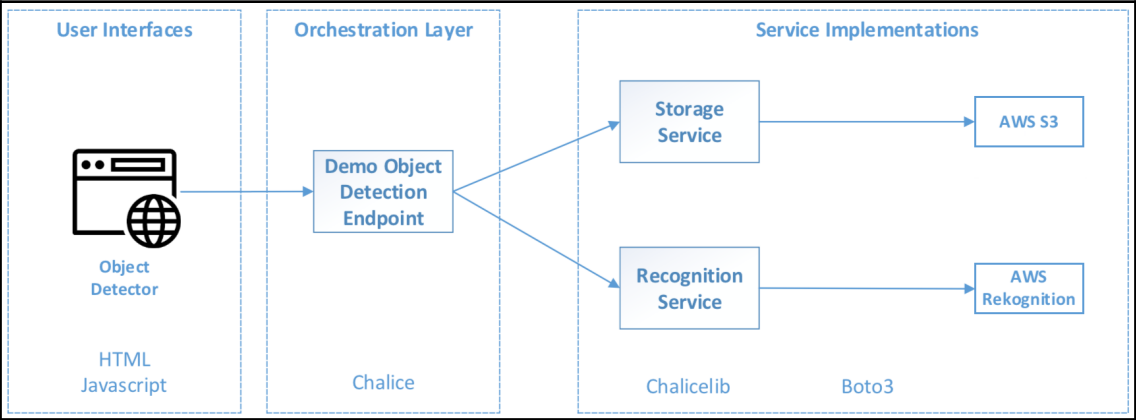 User Interfaces
Orchestration Layer
Service Implementations
Object
Detector
HTML
Javascript
Demo Object
Detection
Endpoint
Chalice
Storage
Service
AWS S3
Recognition
Service
AWS
Rekognition
Chalicelib
Boto3